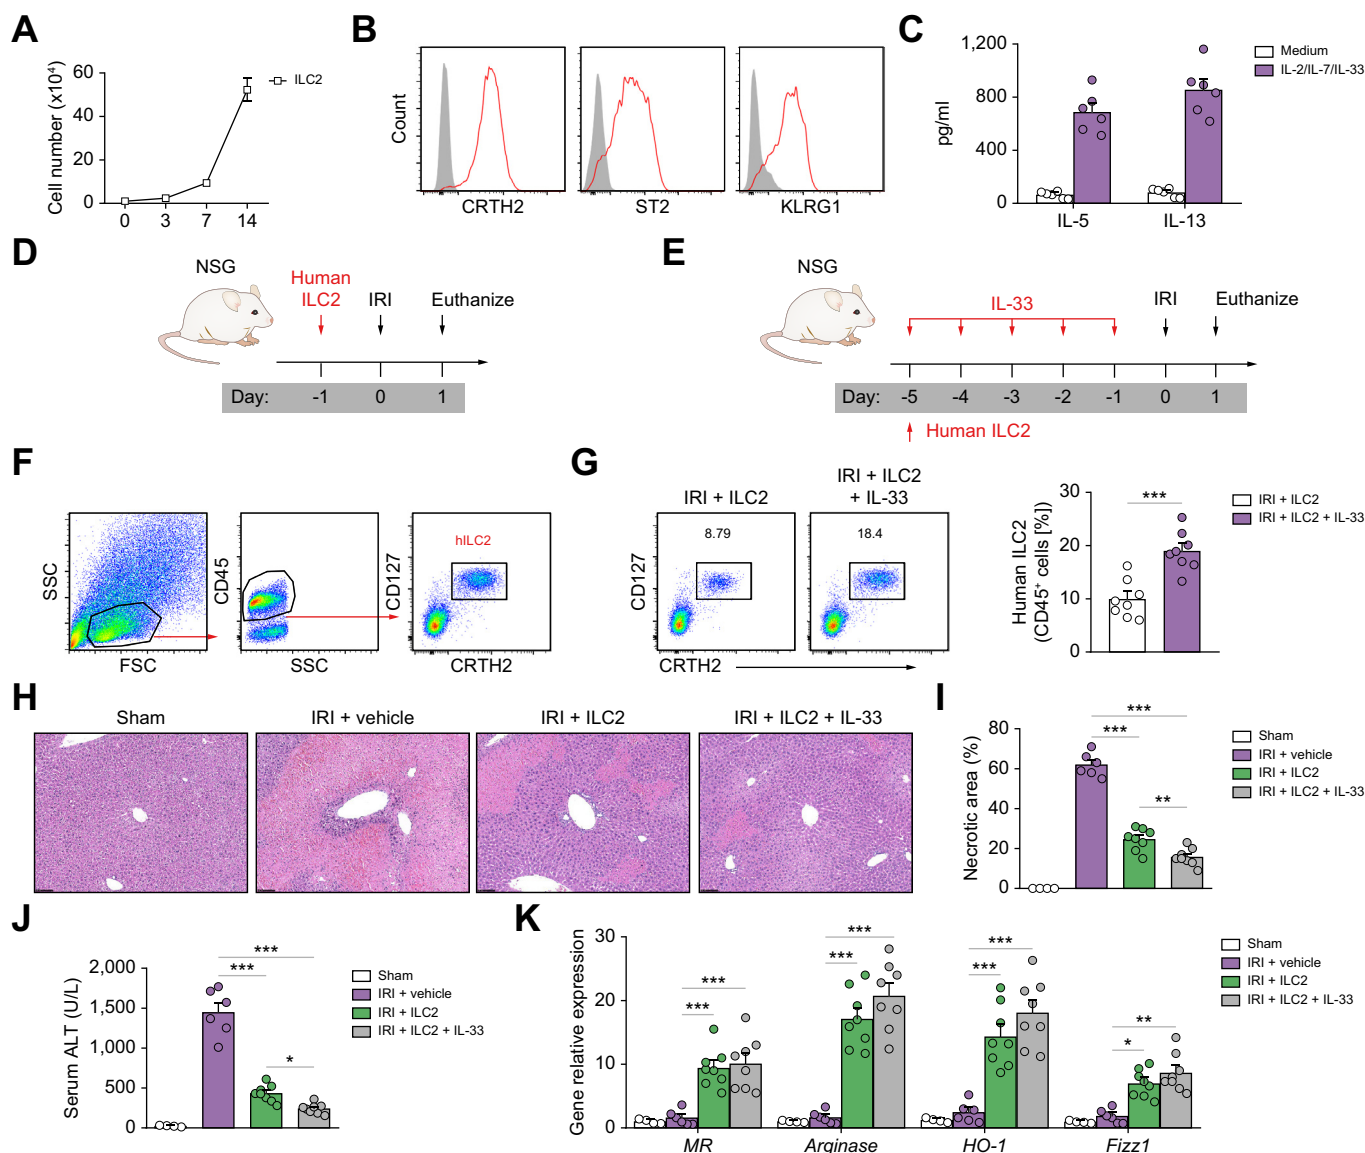 A
Cell number (x10⁴)
60
40
20
0
0 3 7 14
ILC2
B
Count
CRTH2
ST2
KLRG1
C
pg/ml
1,200
800
400
0
IL-5 IL-13
Medium
IL-2/IL-7/IL-33
D
NSG
Human
ILC2
IRI
Euthanize
Day: -1 0 1
E
NSG
IL-33
IRI
Euthanize
Day: -5 -4 -3 -2 -1 0 1
Human ILC2
F
SSC
FSC
CD45
SSC
CD127
hILC2
CRTH2
G
IRI + ILC2
IRI + ILC2
+ IL-33
CD127
8.79
18.4
CRTH2
Human ILC2
(CD45⁺ cells [%])
30
20
10
0
***
IRI + ILC2
IRI + ILC2 + IL-33
H
Sham
IRI + vehicle
IRI + ILC2
IRI + ILC2 + IL-33
I
Necrotic area (%)
80
60
40
20
0
***
***
**
Sham
IRI + vehicle
IRI + ILC2
IRI + ILC2 + IL-33
J
Serum ALT (U/L)
2,000
1,500
1,000
500
0
***
***
*
Sham
IRI + vehicle
IRI + ILC2
IRI + ILC2 + IL-33
K
Gene relative expression
30
20
10
0
***
***
***
***
***
***
**
*
MR Arginase HO-1 Fizz1
Sham
IRI + vehicle
IRI + ILC2
IRI + ILC2 + IL-33